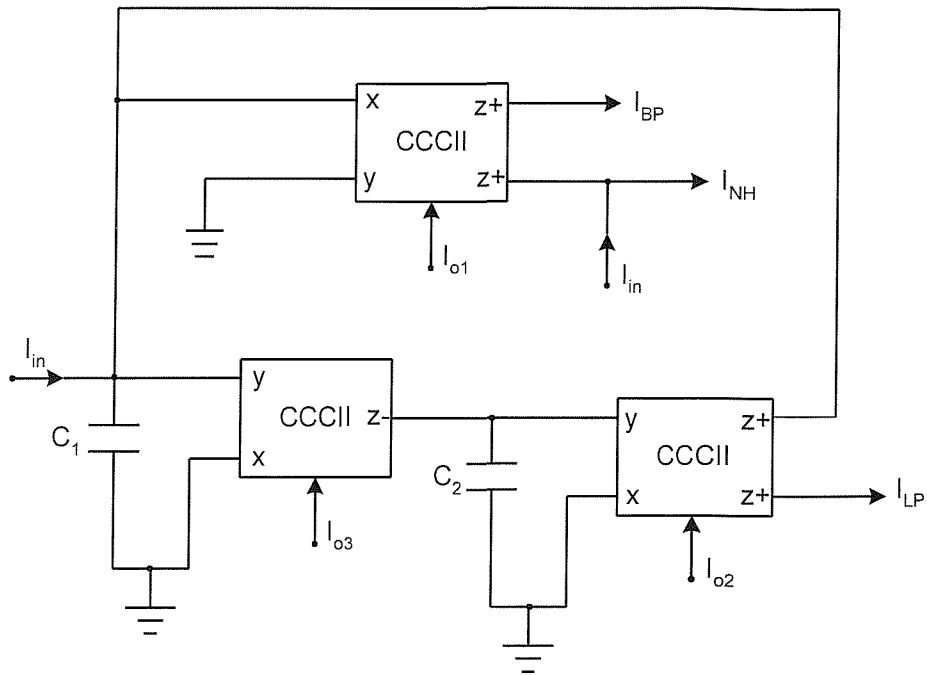 x
z+
I_BP
CCCII
y
z+
I_NH
I_o1
I_in
I_in
y
CCCII
z-
C_1
x
I_o3
y
z+
CCCII
C_2
x
z+
I_LP
I_o2